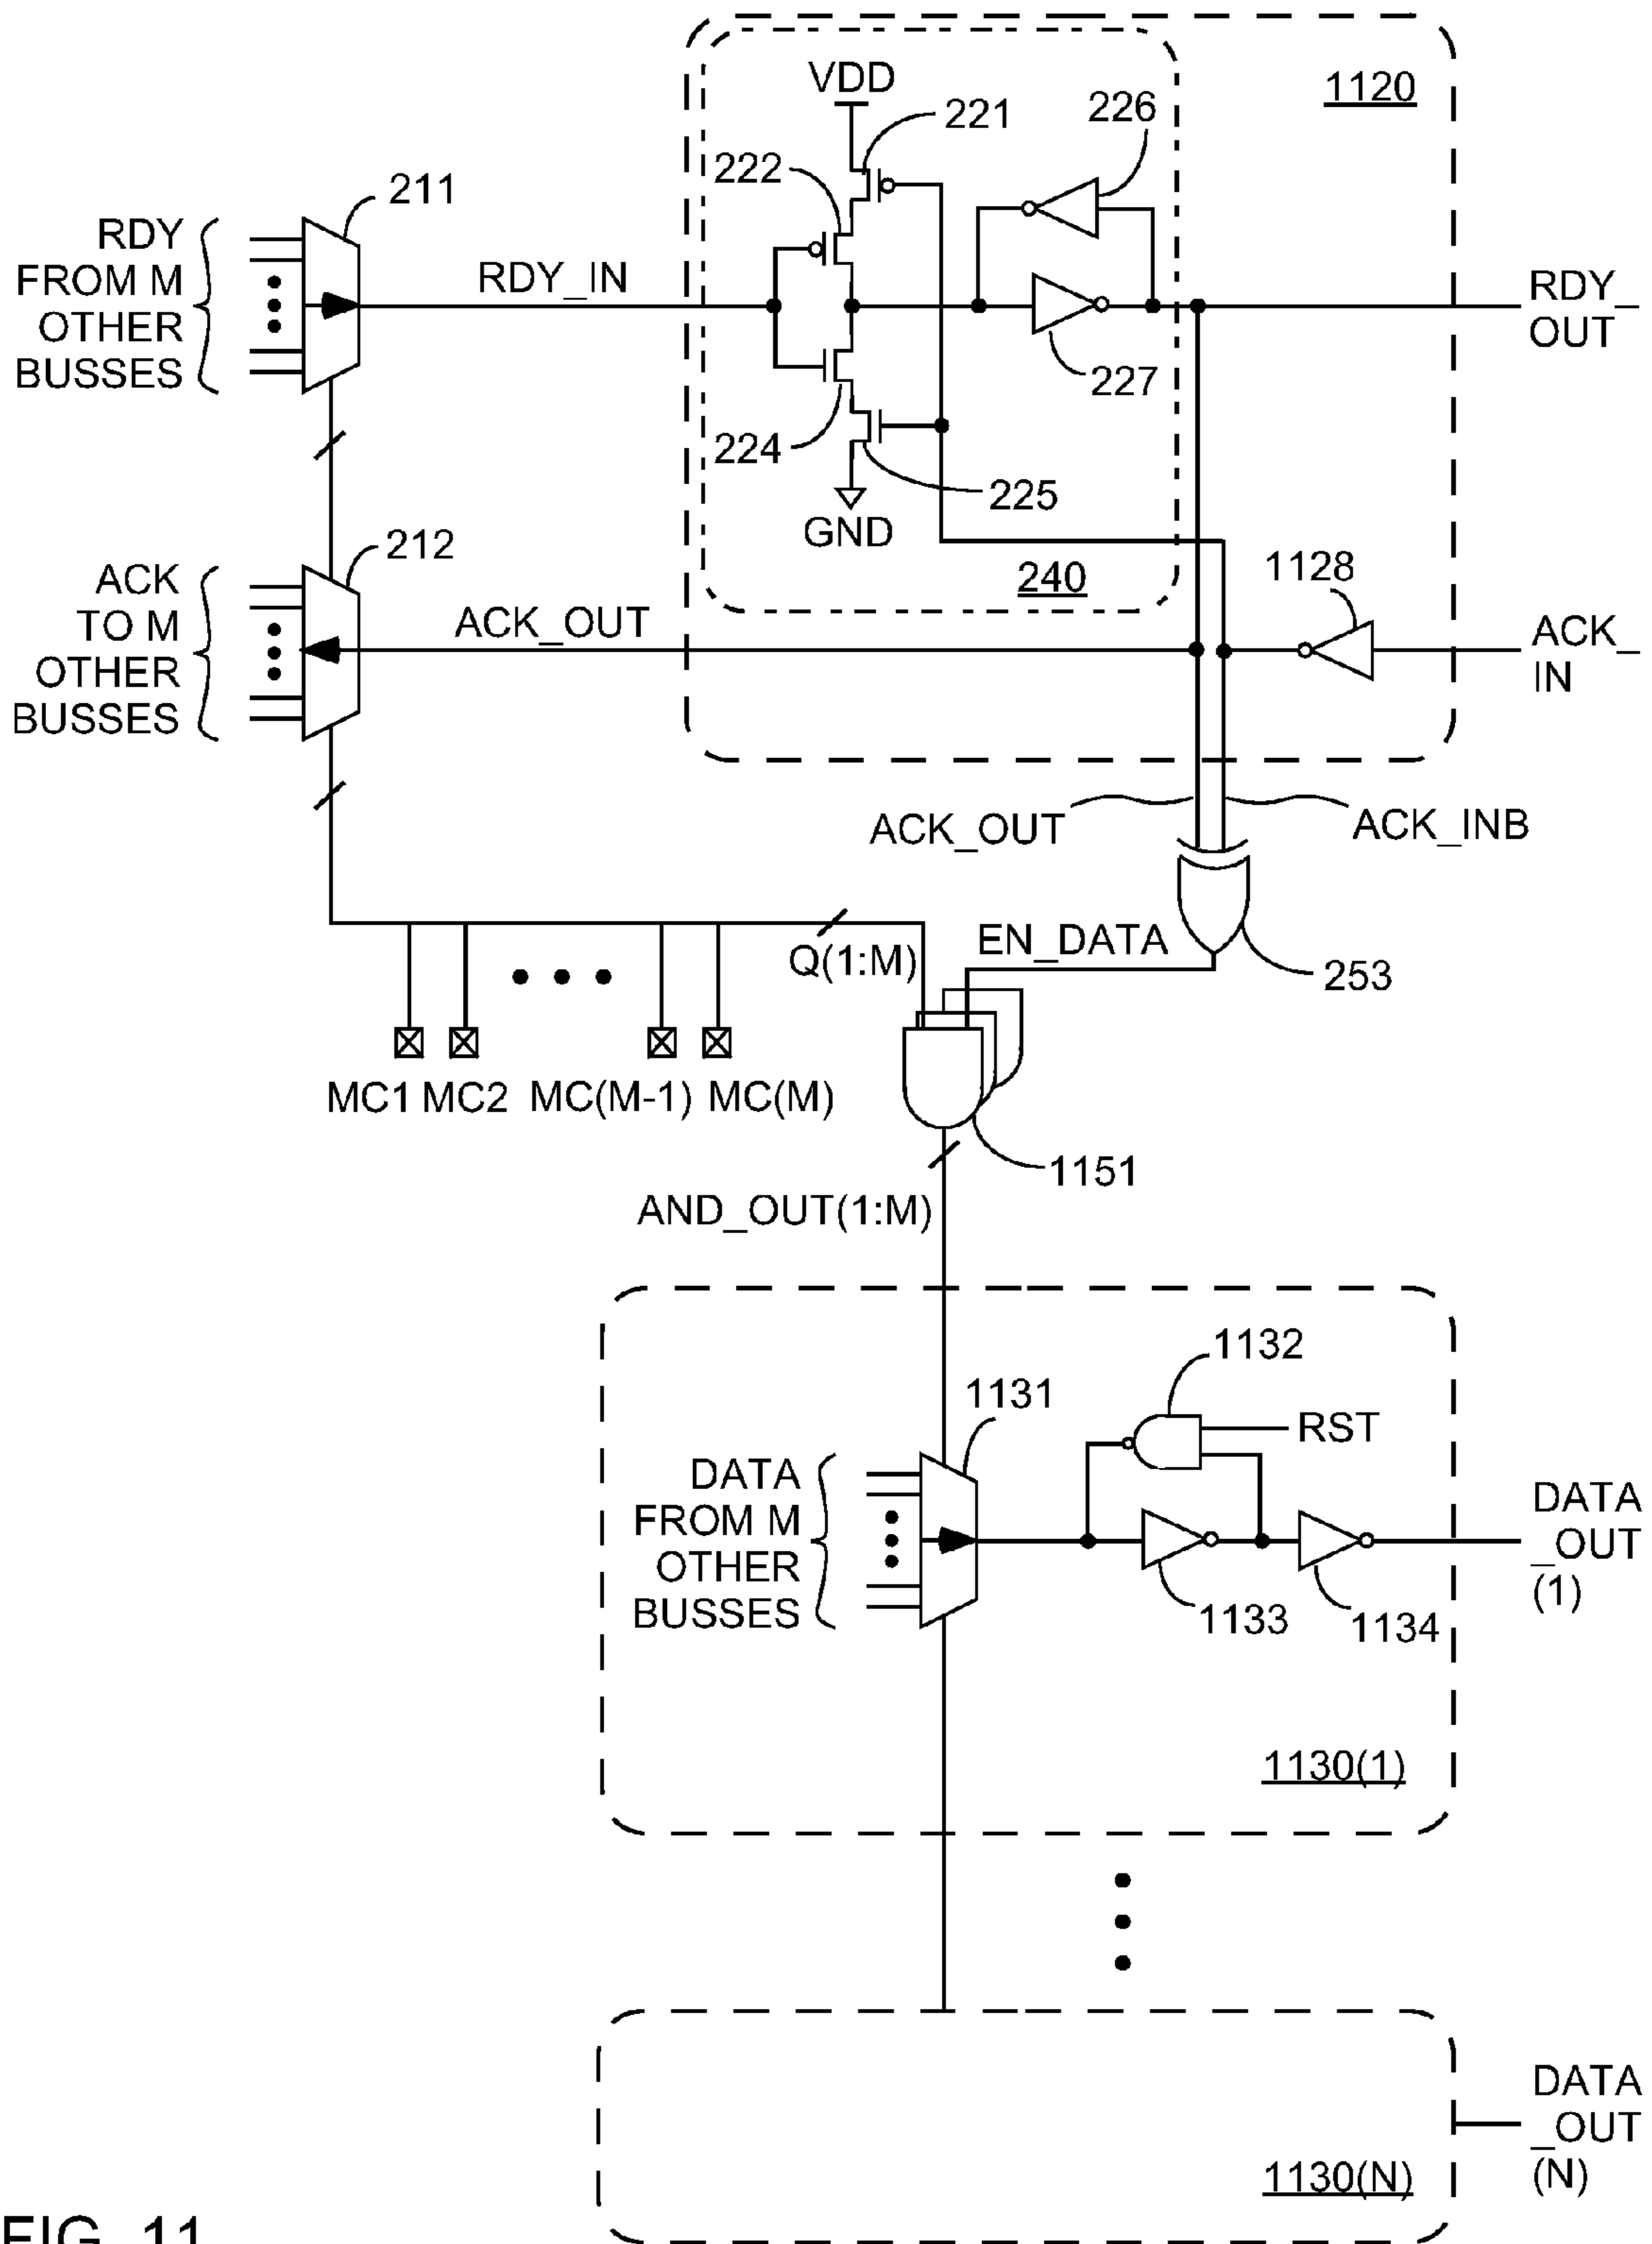 1120
VDD
221
226
222
211
RDY
FROM M
OTHER
BUSSES
RDY_IN
RDY_
OUT
227
224
225
GND
212
240
1128
ACK
TO M
OTHER
BUSSES
ACK_OUT
ACK_
IN
ACK_OUT
ACK_INB
EN_DATA
Q(1:M)
253
MC1 MC2 MC(M-1) MC(M)
1151
AND_OUT(1:M)
1132
1131
RST
DATA
FROM M
OTHER
BUSSES
DATA
_OUT
(1)
1133
1134
1130(1)
DATA
_OUT
(N)
1130(N)
FIG. 11